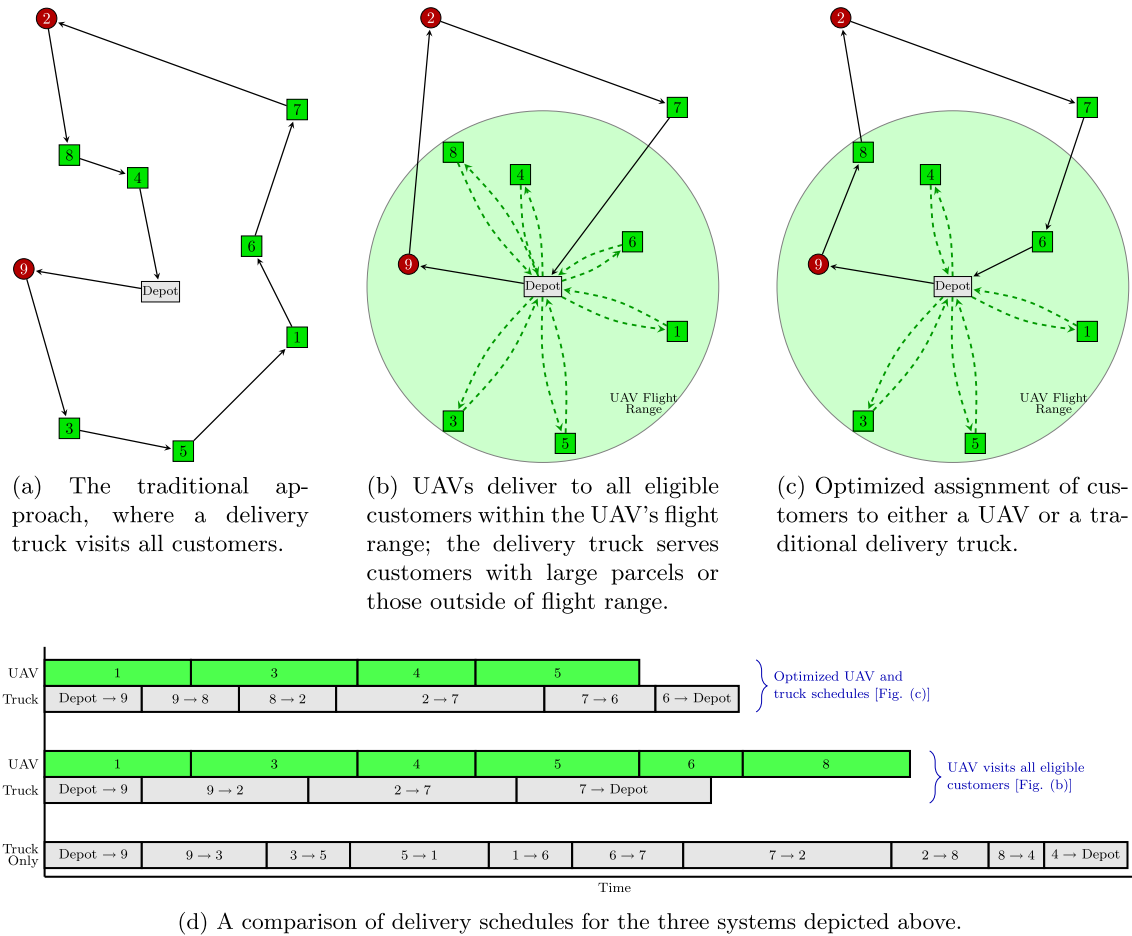 2
7
8
4
6
9
Depot
1
3
5
2
7
8
4
6
9
Depot
1
UAV Flight
Range
3
5
2
7
8
4
6
9
Depot
1
UAV Flight
Range
3
5
(a) The traditional ap-
proach, where a delivery
truck visits all customers.
(b) UAVs deliver to all eligible
customers within the UAV's flight
range; the delivery truck serves
customers with large parcels or
those outside of flight range.
(c) Optimized assignment of cus-
tomers to either a UAV or a tra-
ditional delivery truck.
UAV 1 3 4 5
Truck Depot → 9 9 → 8 8 → 2 2 → 7 7 → 6 6 → Depot
Optimized UAV and
truck schedules [Fig. (c)]
UAV 1 3 4 5 6 8
Truck Depot → 9 9 → 2 2 → 7 7 → Depot
UAV visits all eligible
customers [Fig. (b)]
Truck
Only
Depot → 9 9 → 3 3 → 5 5 → 1 1 → 6 6 → 7 7 → 2 2 → 8 8 → 4 4 → Depot
Time
(d) A comparison of delivery schedules for the three systems depicted above.